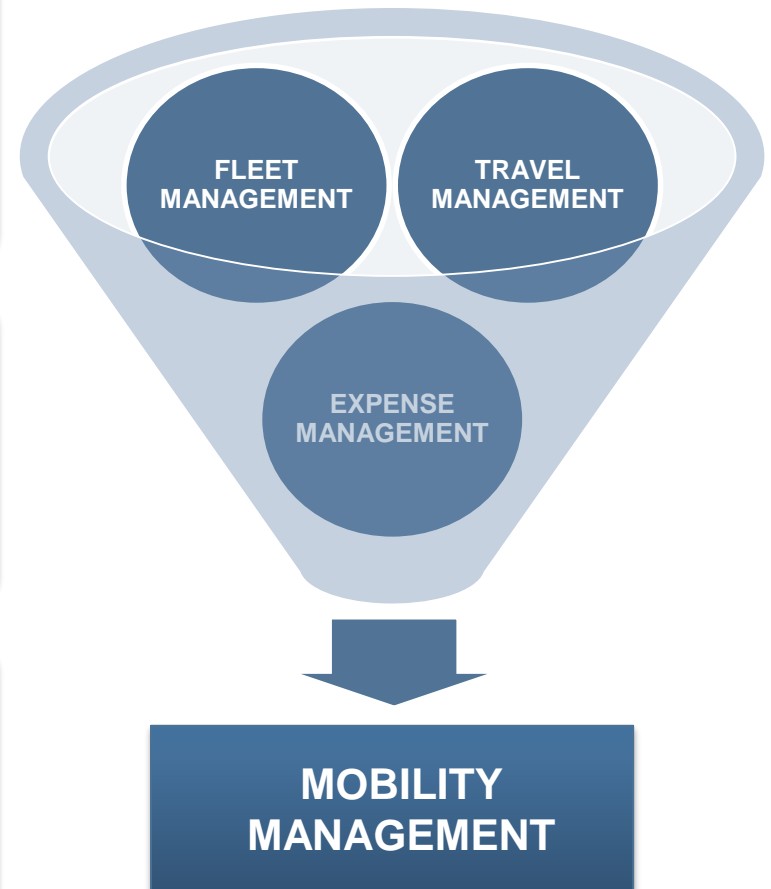 FLEET
MANAGEMENT
TRAVEL
MANAGEMENT
EXPENSE
MANAGEMENT
MOBILITY
MANAGEMENT